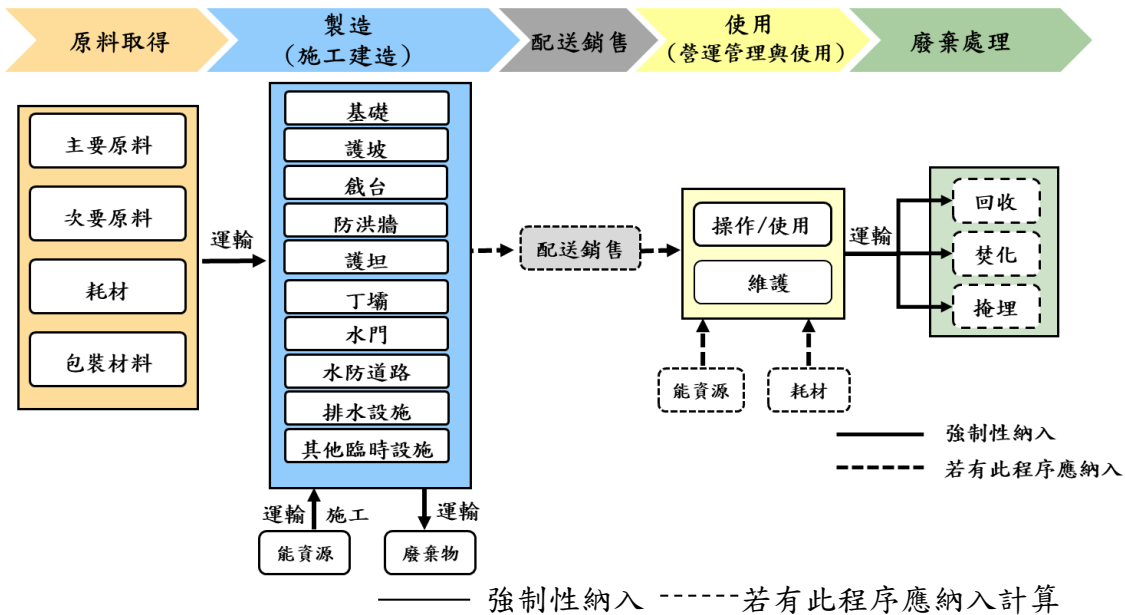 原料取得
製造
(施工建造)
配送銷售
使用
(營運管理與使用)
廢棄處理
主要原料
次要原料
耗材
包裝材料
運輸
基礎
護坡
戧台
防洪牆
護坦
丁壩
水門
水防道路
排水設施
其他臨時設施
運輸
施工
運輸
能資源
廢棄物
配送銷售
操作/使用
維護
能資源
耗材
運輸
回收
焚化
掩埋
強制性納入
若有此程序應納入
強制性納入
若有此程序應納入計算